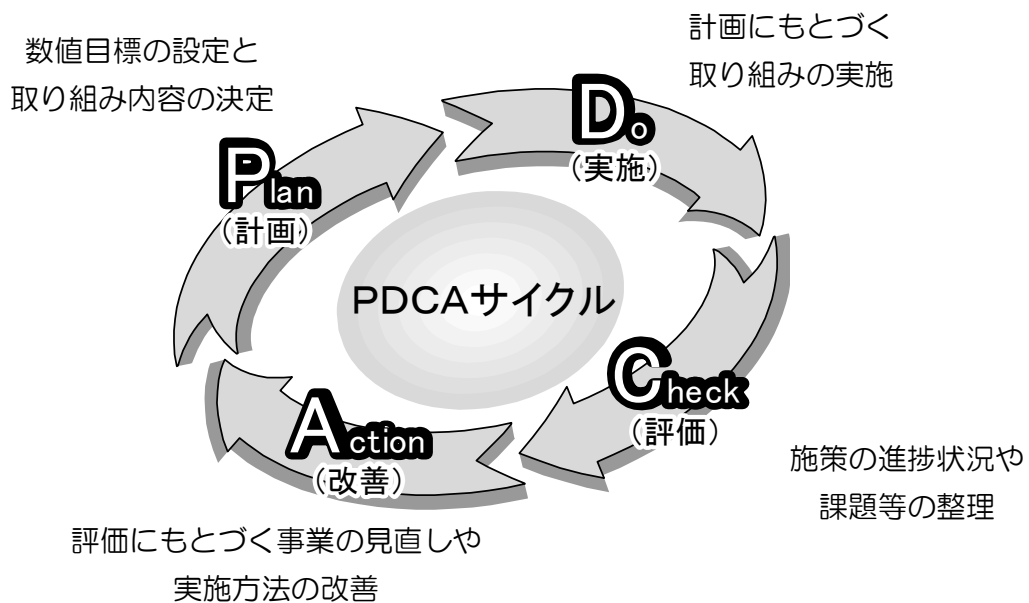 数値目標の設定と
取り組み内容の決定
Plan
（計画）
計画にもとづく
取り組みの実施
Do
（実施）
PDCAサイクル
Check
（評価）
施策の進捗状況や
課題等の整理
Action
（改善）
評価にもとづく事業の見直しや
実施方法の改善